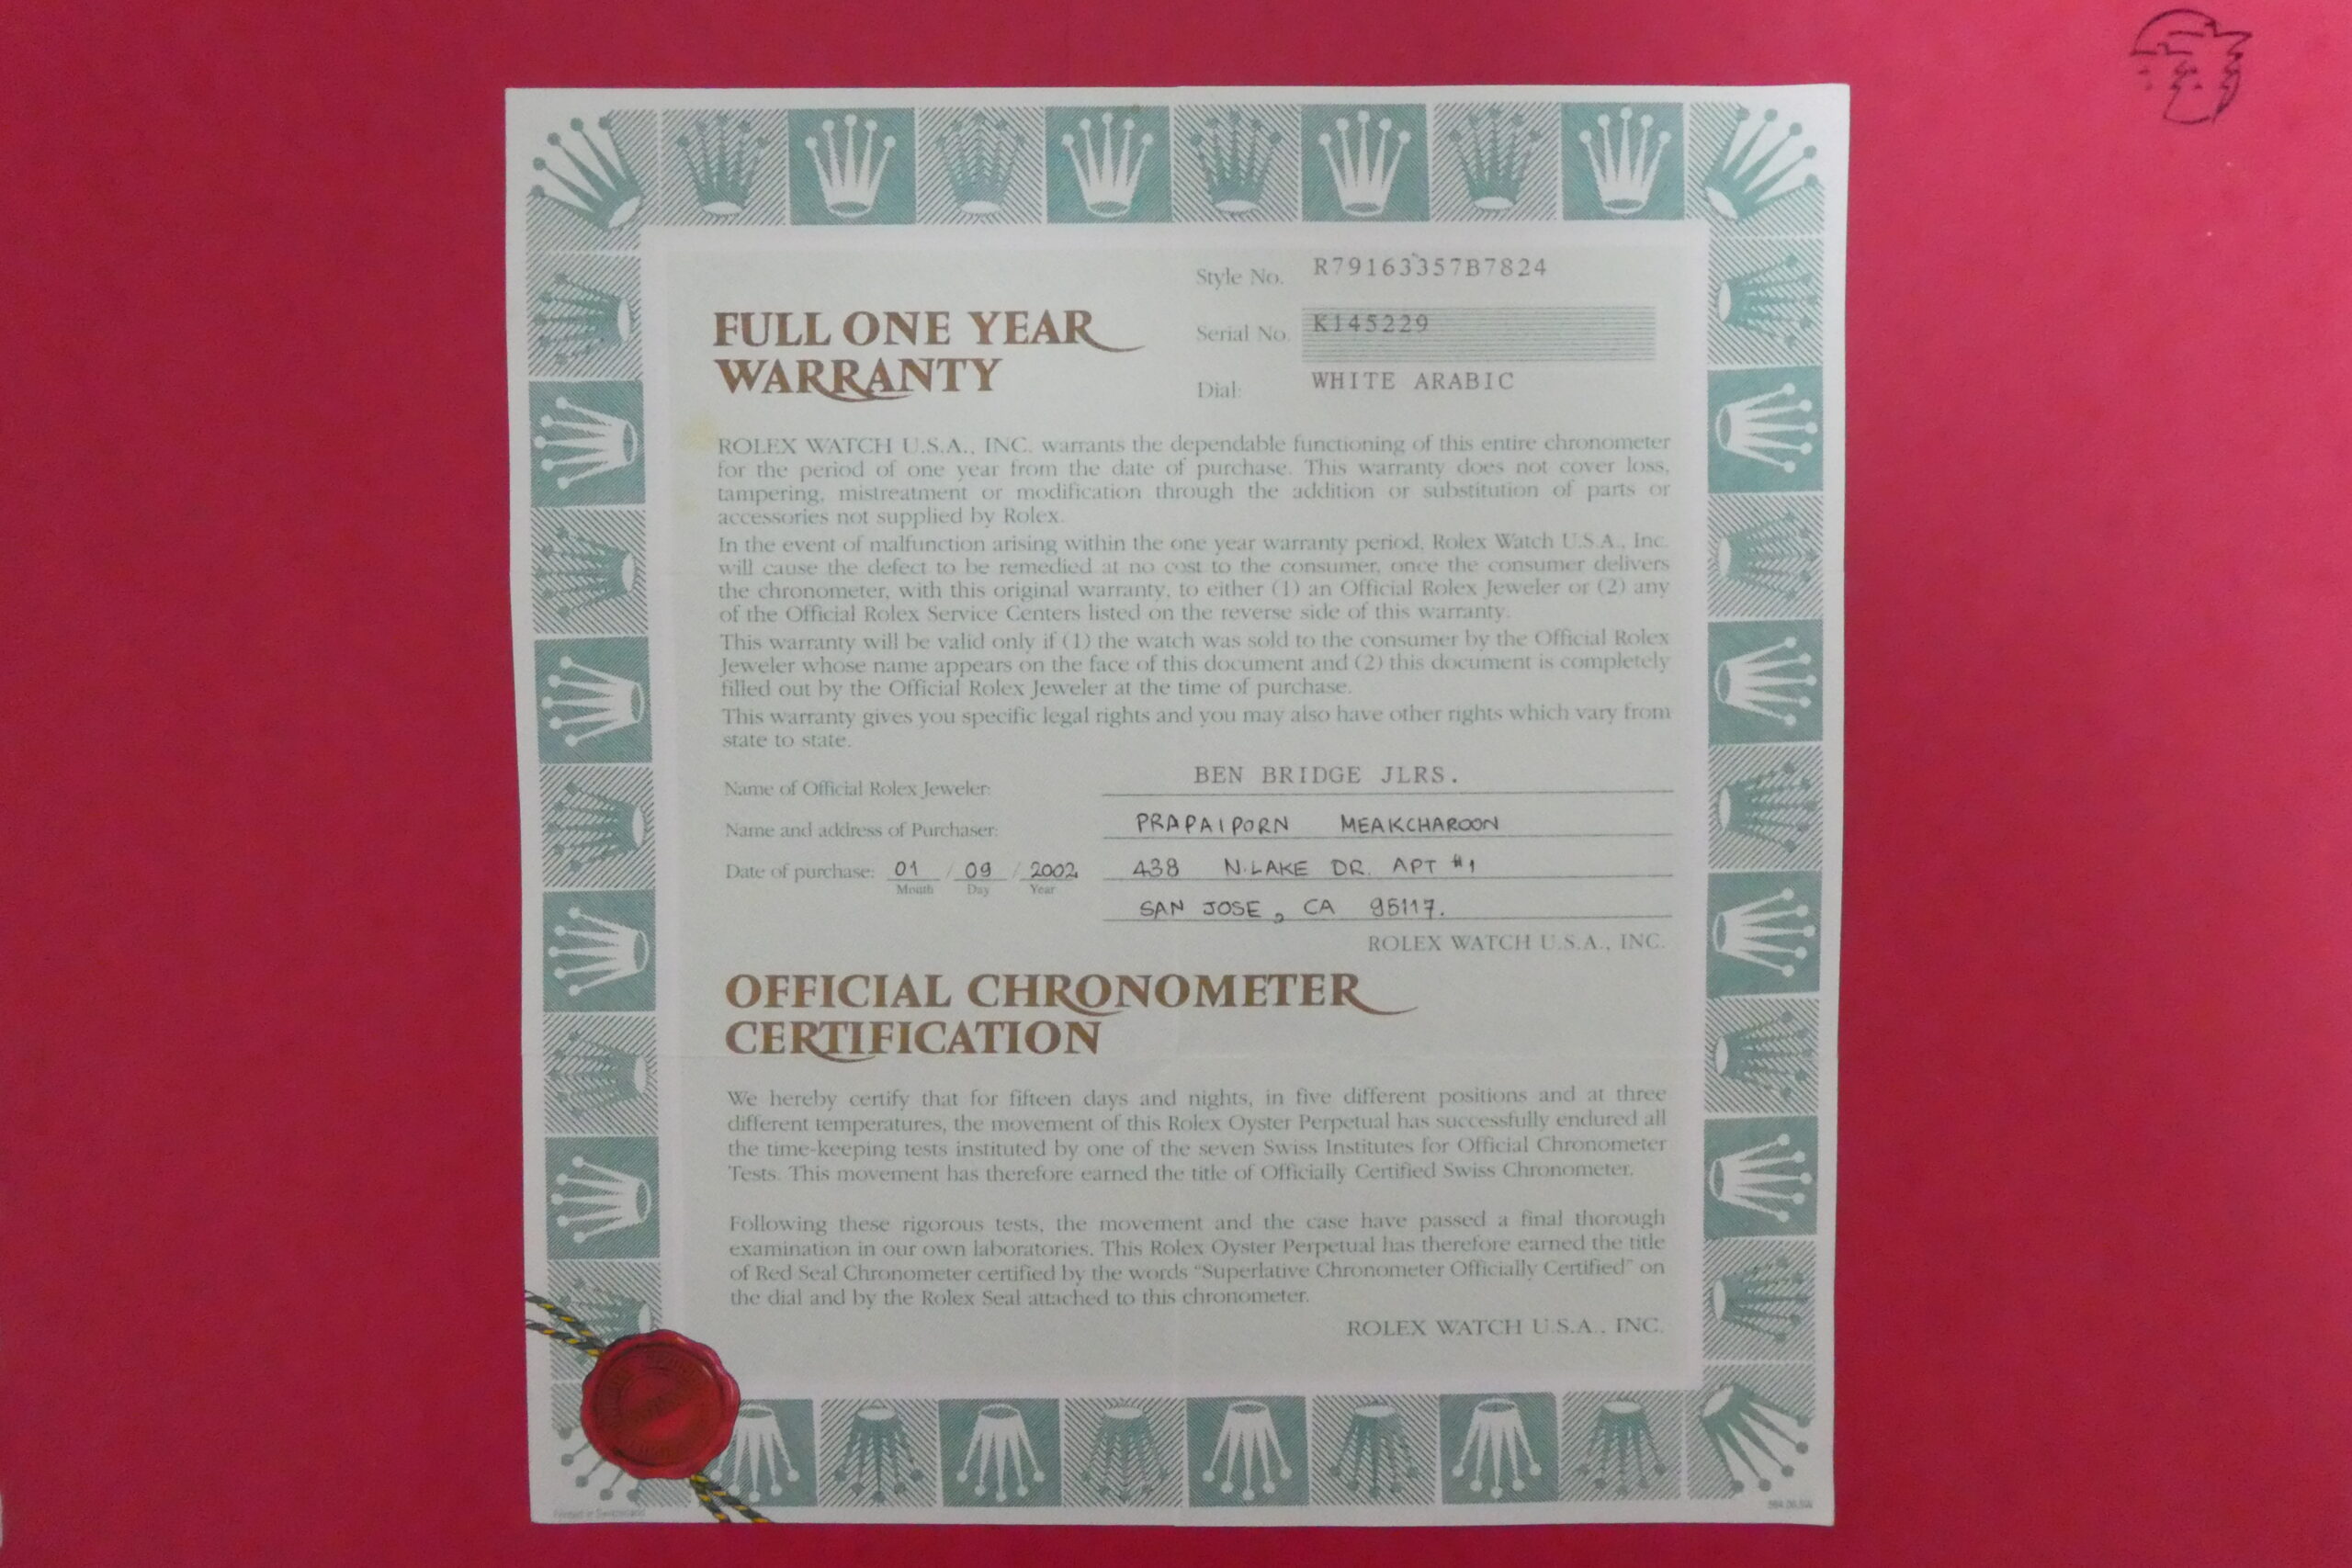 Style No. R79163357B7824
FULL ONE YEAR
WARRANTY
Serial No. K145229
Dial: WHITE ARABIC
ROLEX WATCH U.S.A., INC. warrants the dependable functioning of this entire chronometer
for the period of one year from the date of purchase. This warranty does not cover loss,
tampering, mistreatment or modification through the addition or substitution of parts or
accessories not supplied by Rolex.
In the event of malfunction arising within the one year warranty period, Rolex Watch U.S.A., Inc.
will cause the defect to be remedied at no cost to the consumer, once the consumer delivers
the chronometer, with this original warranty, to either (1) an Official Rolex Jeweler or (2) any
of the Official Rolex Service Centers listed on the reverse side of this warranty.
This warranty will be valid only if (1) the watch was sold to the consumer by the Official Rolex
Jeweler whose name appears on the face of this document and (2) this document is completely
filled out by the Official Rolex Jeweler at the time of purchase.
This warranty gives you specific legal rights and you may also have other rights which vary from
state to state.
Name of Official Rolex Jeweler: BEN BRIDGE JLRS.
Name and address of Purchaser: PRAPAIPORN MEAKCHAROON
Date of purchase: 01 / 09 / 2002 438 N.LAKE DR. APT #1
Month Day Year
SAN JOSE, CA 95117.
ROLEX WATCH U.S.A., INC.
OFFICIAL CHRONOMETER
CERTIFICATION
We hereby certify that for fifteen days and nights, in five different positions and at three
different temperatures, the movement of this Rolex Oyster Perpetual has successfully endured all
the time-keeping tests instituted by one of the seven Swiss Institutes for Official Chronometer
Tests. This movement has therefore earned the title of Officially Certified Swiss Chronometer.
Following these rigorous tests, the movement and the case have passed a final thorough
examination in our own laboratories. This Rolex Oyster Perpetual has therefore earned the title
of Red Seal Chronometer certified by the words "Superlative Chronometer Officially Certified" on
the dial and by the Rolex Seal attached to this chronometer.
ROLEX WATCH U.S.A., INC.
Printed in Switzerland